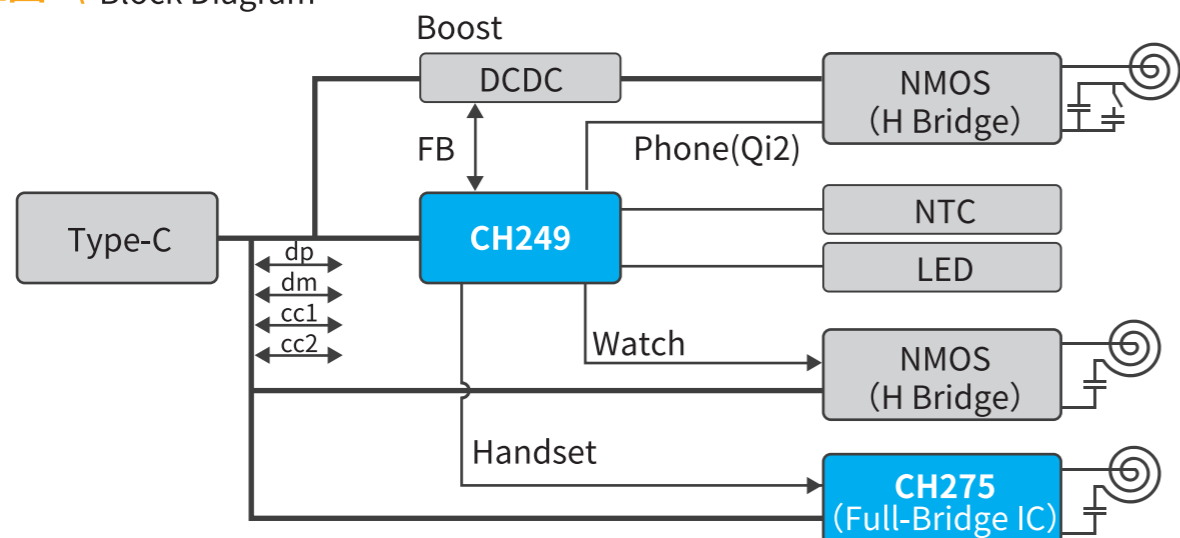 Block Diagram
Boost
DCDC
NMOS
（H Bridge）
FB
Phone(Qi2)
Type-C
CH249
NTC
LED
dp
dm
cc1
cc2
Watch
NMOS
（H Bridge）
Handset
CH275
（Full-Bridge IC）